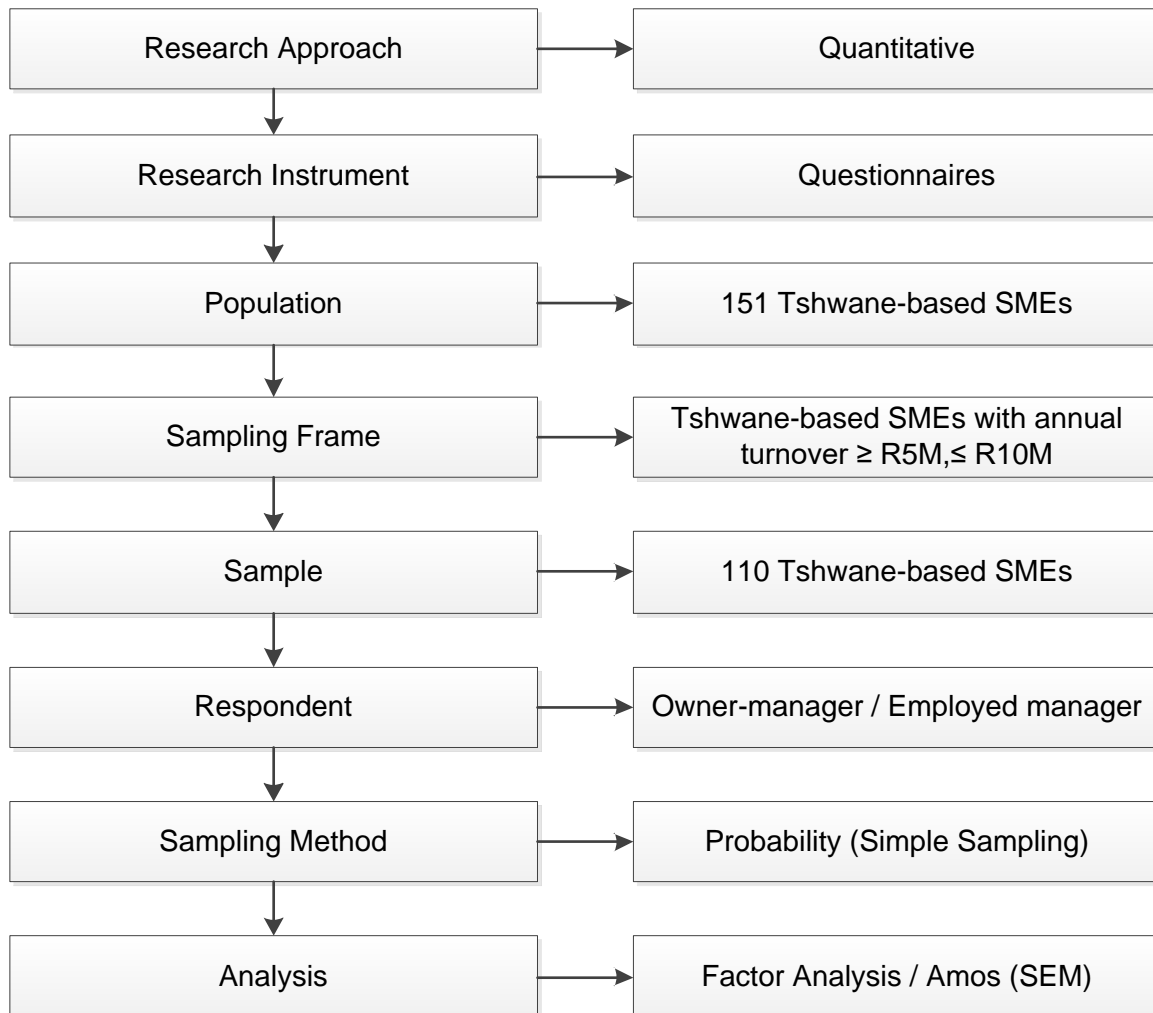 Research Approach
Quantitative
Research Instrument
Questionnaires
Population
151 Tshwane-based SMEs
Sampling Frame
Tshwane-based SMEs with annual
turnover ≥ R5M,≤ R10M
Sample
110 Tshwane-based SMEs
Respondent
Owner-manager / Employed manager
Sampling Method
Probability (Simple Sampling)
Analysis
Factor Analysis / Amos (SEM)